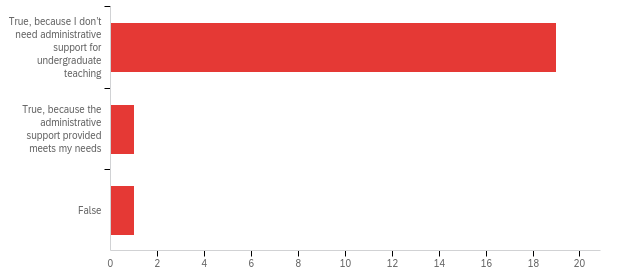 True, because I don't
need administrative
support for
undergraduate
teaching
True, because the
administrative
support provided
meets my needs
False
0 2 4 6 8 10 12 14 16 18 20